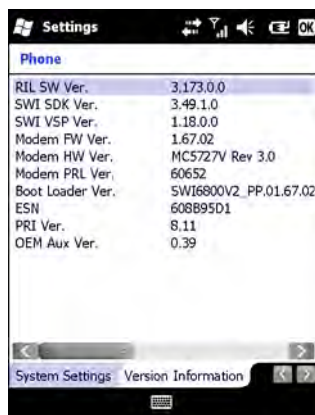 Settings
OK
Phone
RIL SW Ver. 3.173.0.0
SWI SDK Ver. 3.49.1.0
SWI VSP Ver. 1.18.0.0
Modem FW Ver. 1.67.02
Modem HW Ver. MC5727V Rev 3.0
Modem PRL Ver. 60652
Boot Loader Ver. SWI6800V2_PP.01.67.02
ESN 608B95D1
PRI Ver. 8.11
OEM Aux Ver. 0.39
System Settings Version Information